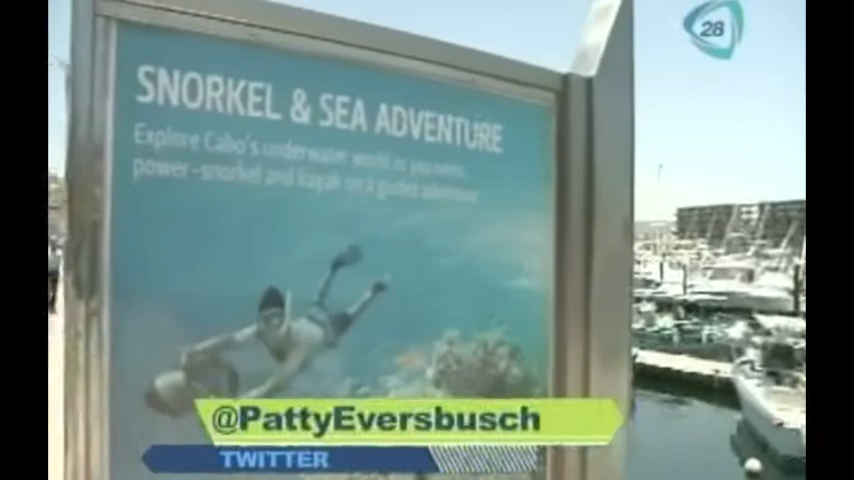 28
SNORKEL & SEA ADVENTURE
Explore Cabo's underwater world as you swim,
power-snorkel and kayak on a guided adventure.
@PattyEversbusch
TWITTER